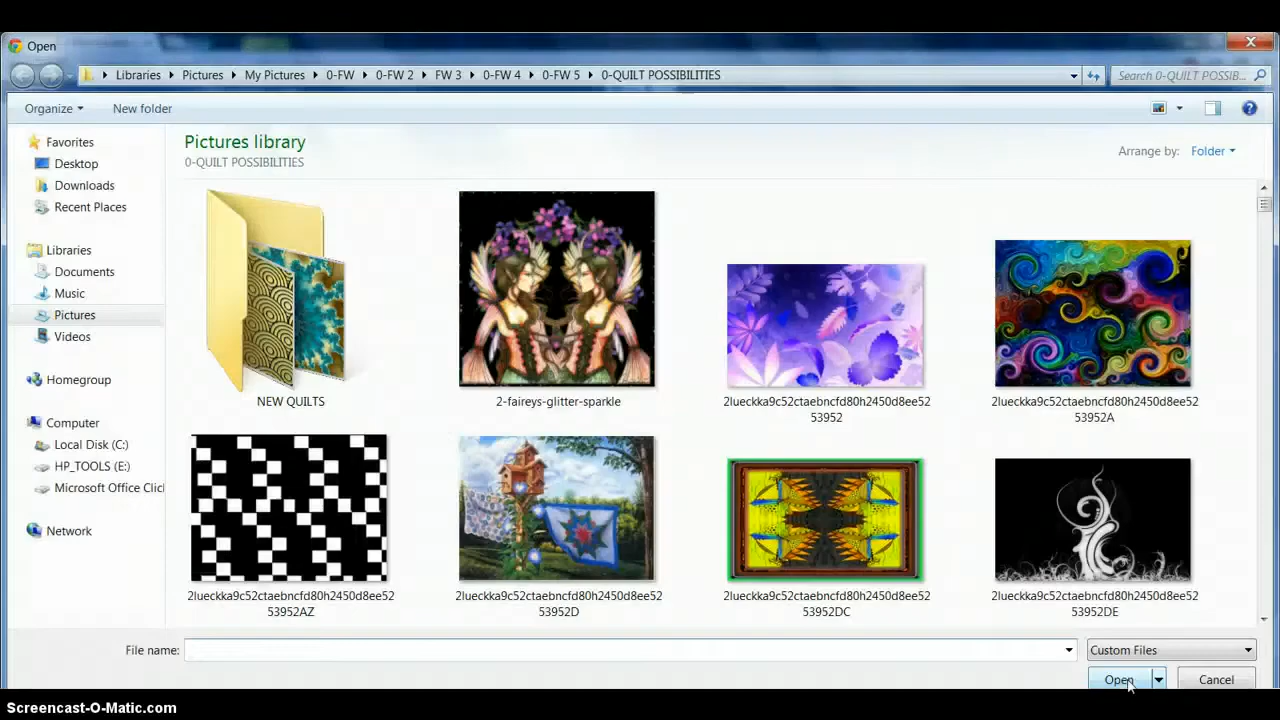 Open
Libraries
Pictures
My Pictures
0-FW
0-FW 2
FW 3
0-FW 4
0-FW 5
0-QUILT POSSIBILITIES
Search 0-QUILT POSSIB...
Organize
New folder
Favorites
Desktop
Downloads
Recent Places
Libraries
Documents
Music
Pictures
Videos
Homegroup
Computer
Local Disk (C:)
HP_TOOLS (E:)
Microsoft Office Clic
Network
Pictures library
0-QUILT POSSIBILITIES
Arrange by:
Folder
NEW QUILTS
2-faireys-glitter-sparkle
2lueckka9c52ctaebncfd80h2450d8ee52
53952
2lueckka9c52ctaebncfd80h2450d8ee52
53952A
2lueckka9c52ctaebncfd80h2450d8ee52
53952AZ
2lueckka9c52ctaebncfd80h2450d8ee52
53952D
2lueckka9c52ctaebncfd80h2450d8ee52
53952DC
2lueckka9c52ctaebncfd80h2450d8ee52
53952DE
File name:
Custom Files
Open
Cancel
Screencast-O-Matic.com